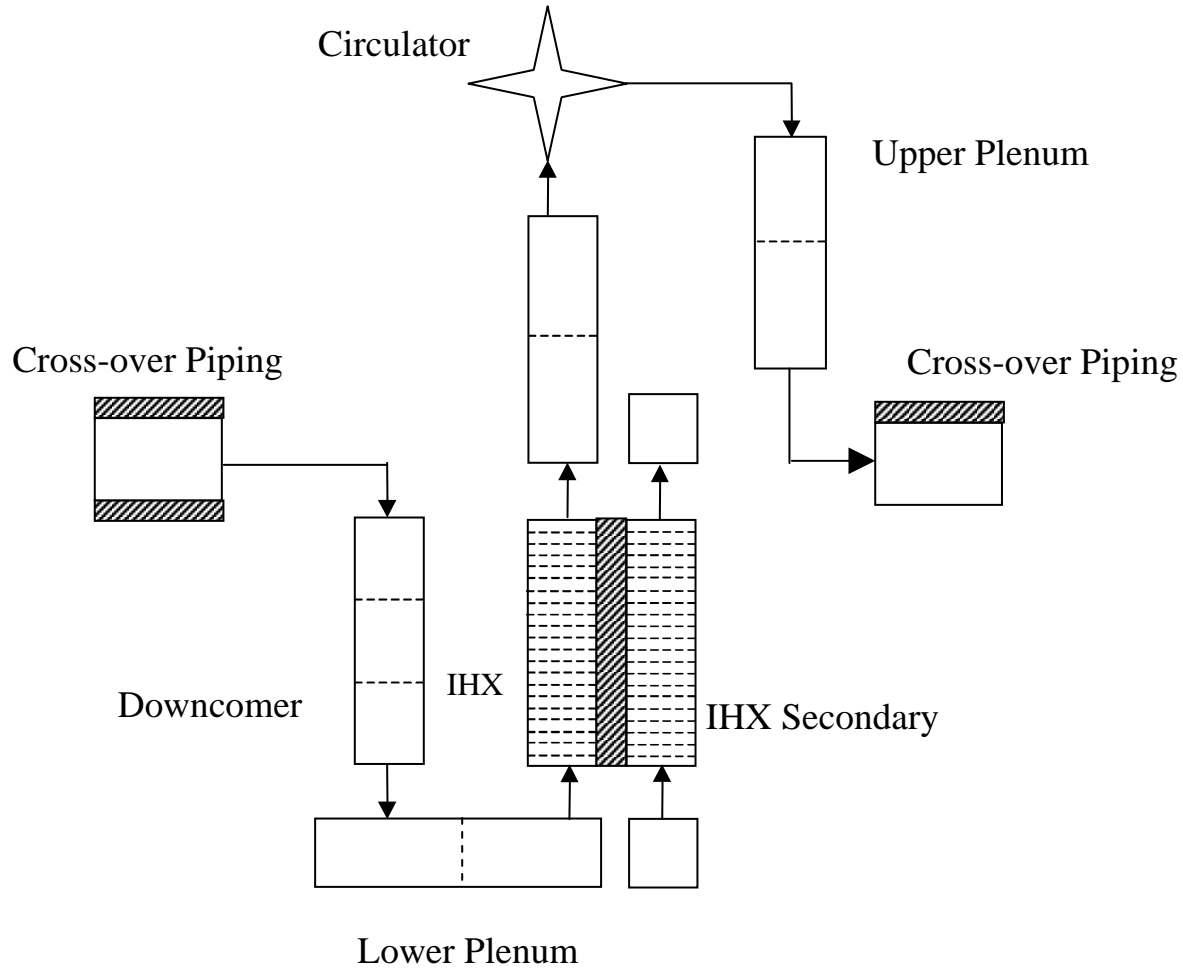 Circulator
Upper Plenum
Cross-over Piping
Cross-over Piping
IHX
Downcomer
IHX Secondary
Lower Plenum